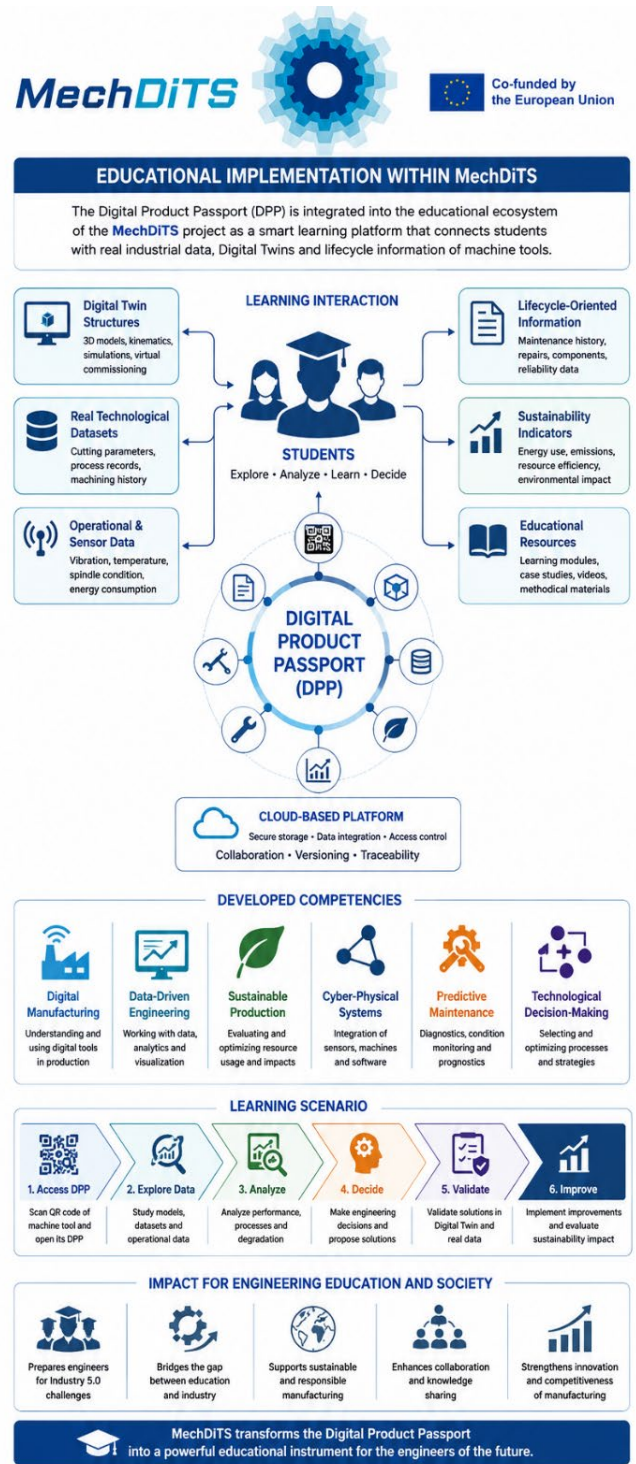 MechDiTS
Co-funded by
the European Union
EDUCATIONAL IMPLEMENTATION WITHIN MechDiTS
The Digital Product Passport (DPP) is integrated into the educational ecosystem
of the MechDiTS project as a smart learning platform that connects students
with real industrial data, Digital Twins and lifecycle information of machine tools.
Digital Twin
Structures
3D models, kinematics,
simulations, virtual
commissioning
Real Technological
Datasets
Cutting parameters,
process records,
machining history
Operational &
Sensor Data
Vibration, temperature,
spindle condition,
energy consumption
LEARNING INTERACTION
STUDENTS
Explore • Analyze • Learn • Decide
Lifecycle-Oriented
Information
Maintenance history,
repairs, components,
reliability data
Sustainability
Indicators
Energy use, emissions,
resource efficiency,
environmental impact
Educational
Resources
Learning modules,
case studies, videos,
methodical materials
DIGITAL
PRODUCT
PASSPORT
(DPP)
CLOUD-BASED PLATFORM
Secure storage • Data integration • Access control
Collaboration • Versioning • Traceability
DEVELOPED COMPETENCIES
Digital
Manufacturing
Understanding and
using digital tools
in production
Data-Driven
Engineering
Working with data,
analytics and
visualization
Sustainable
Production
Evaluating and
optimizing resource
usage and impacts
Cyber-Physical
Systems
Integration of
sensors, machines
and software
Predictive
Maintenance
Diagnostics, condition
monitoring and
prognostics
Technological
Decision-Making
Selecting and
optimizing processes
and strategies
LEARNING SCENARIO
1. Access DPP
Scan QR code of
machine tool and
open its DPP
2. Explore Data
Study models,
datasets and
operational data
3. Analyze
Analyze performance,
processes and
degradation
4. Decide
Make engineering
decisions and
propose solutions
5. Validate
Validate solutions in
Digital Twin and
real data
6. Improve
Implement improvements
and evaluate
sustainability impact
IMPACT FOR ENGINEERING EDUCATION AND SOCIETY
Prepares engineers
for Industry 5.0
challenges
Bridges the gap
between education
and industry
Supports sustainable
and responsible
manufacturing
Enhances collaboration
and knowledge
sharing
Strengthens innovation
and competitiveness
of manufacturing
MechDiTS transforms the Digital Product Passport
into a powerful educational instrument for the engineers of the future.